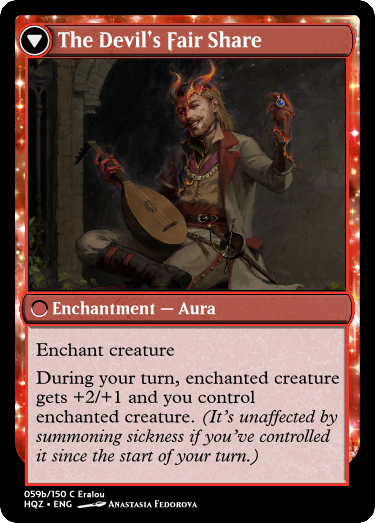 The Devil's Fair Share
Enchantment — Aura
Enchant creature
During your turn, enchanted creature
gets +2/+1 and you control
enchanted creature. (It's unaffected by
summoning sickness if you've controlled
it since the start of your turn.)
059b/150 C Eralou
HQZ • ENG Anastasia Fedorova